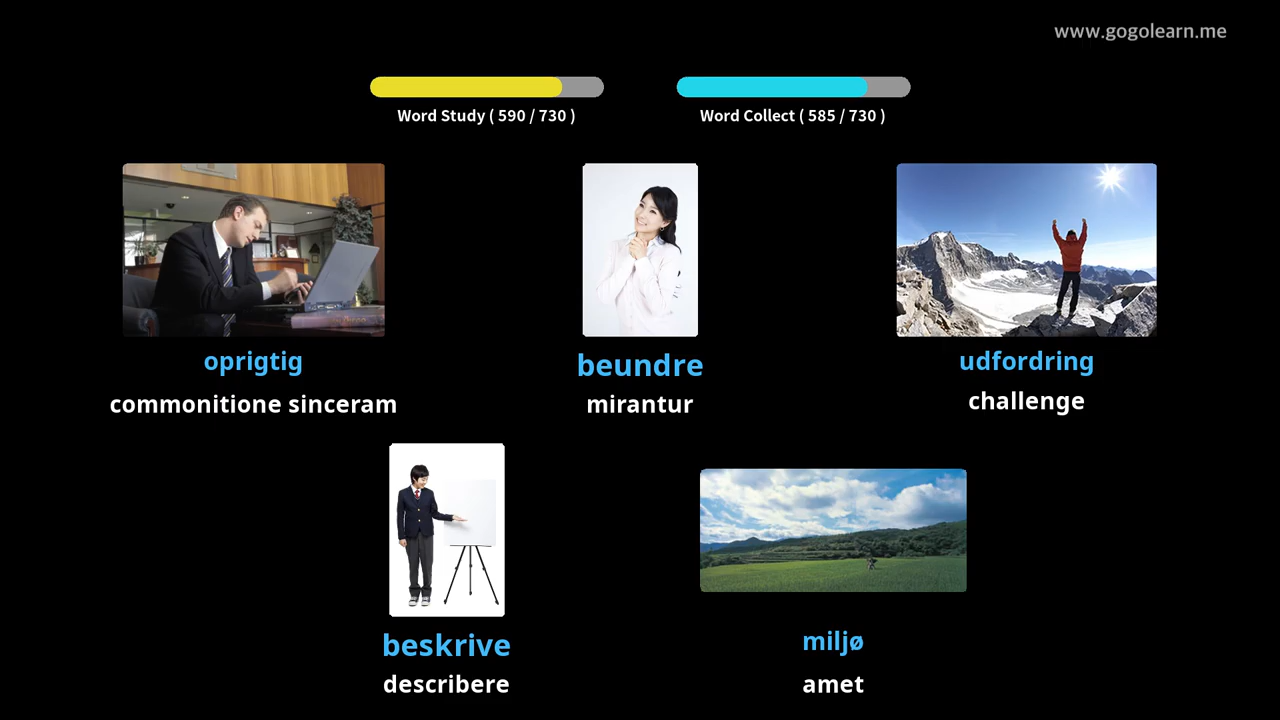 www.gogolearn.me
Word Study ( 590 / 730 )
Word Collect ( 585 / 730 )
oprigtig
beundre
udfordring
commonitione sinceram
mirantur
challenge
beskrive
miljø
describere
amet